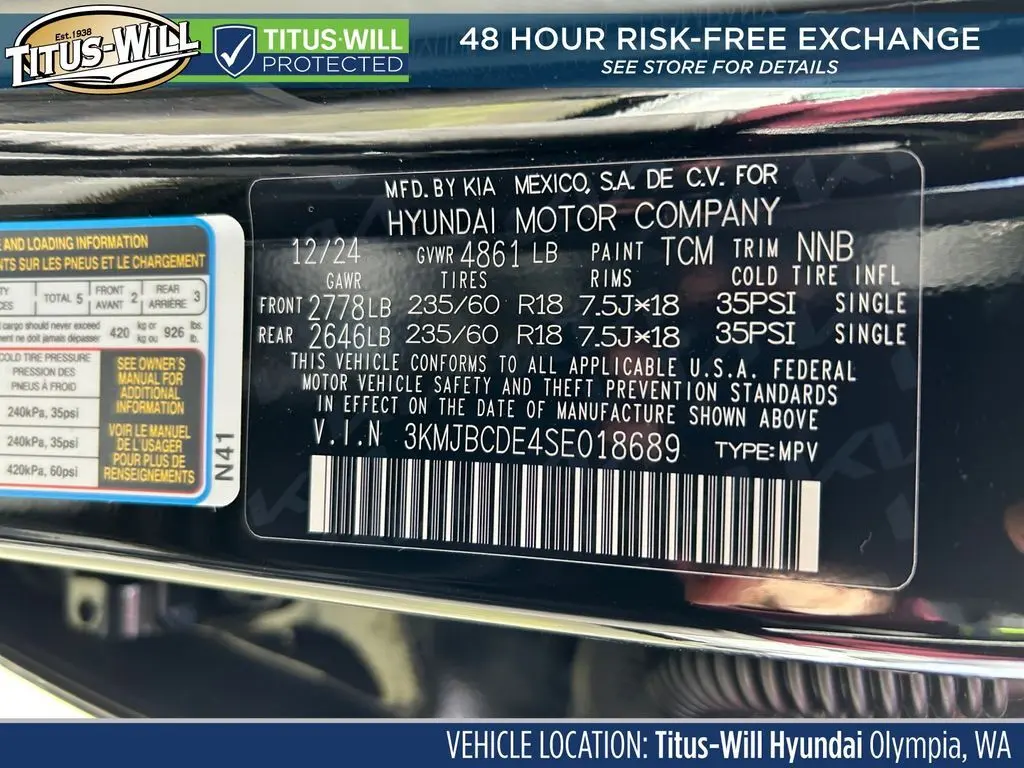 Est.1938
TITUS-WILL
TITUS-WILL
PROTECTED
48 HOUR RISK-FREE EXCHANGE
SEE STORE FOR DETAILS
MFD. BY KIA MEXICO, S.A. DE C.V. FOR
HYUNDAI MOTOR COMPANY
12/24 GVWR 4861 LB PAINT TCM TRIM NNB
GAWR TIRES RIMS COLD TIRE INFL
FRONT 2778LB 235/60 R18 7.5J*18 35PSI SINGLE
REAR 2646LB 235/60 R18 7.5J*18 35PSI SINGLE
THIS VEHICLE CONFORMS TO ALL APPLICABLE U.S.A. FEDERAL
MOTOR VEHICLE SAFETY AND THEFT PREVENTION STANDARDS
IN EFFECT ON THE DATE OF MANUFACTURE SHOWN ABOVE
V.I.N 3KMJBCDE4SE018689 TYPE:MPV
AND LOADING INFORMATION
SUR LES PNEUS ET LE CHARGEMENT
TOTAL 5 FRONT AVANT 2 REAR ARRIÈRE 3
cargo should never exceed 420 kg or 926 lbs.
ne doit jamais dépasser kg ou lb.
COLD TIRE PRESSURE
PRESSION DES
PNEUS À FROID
240kPa, 35psi
240kPa, 35psi
420kPa, 60psi
SEE OWNER'S
MANUAL FOR
ADDITIONAL
INFORMATION
VOIR LE MANUEL
DE L'USAGER
POUR PLUS DE
RENSEIGNEMENTS
N41
VEHICLE LOCATION: Titus-Will Hyundai Olympia, WA